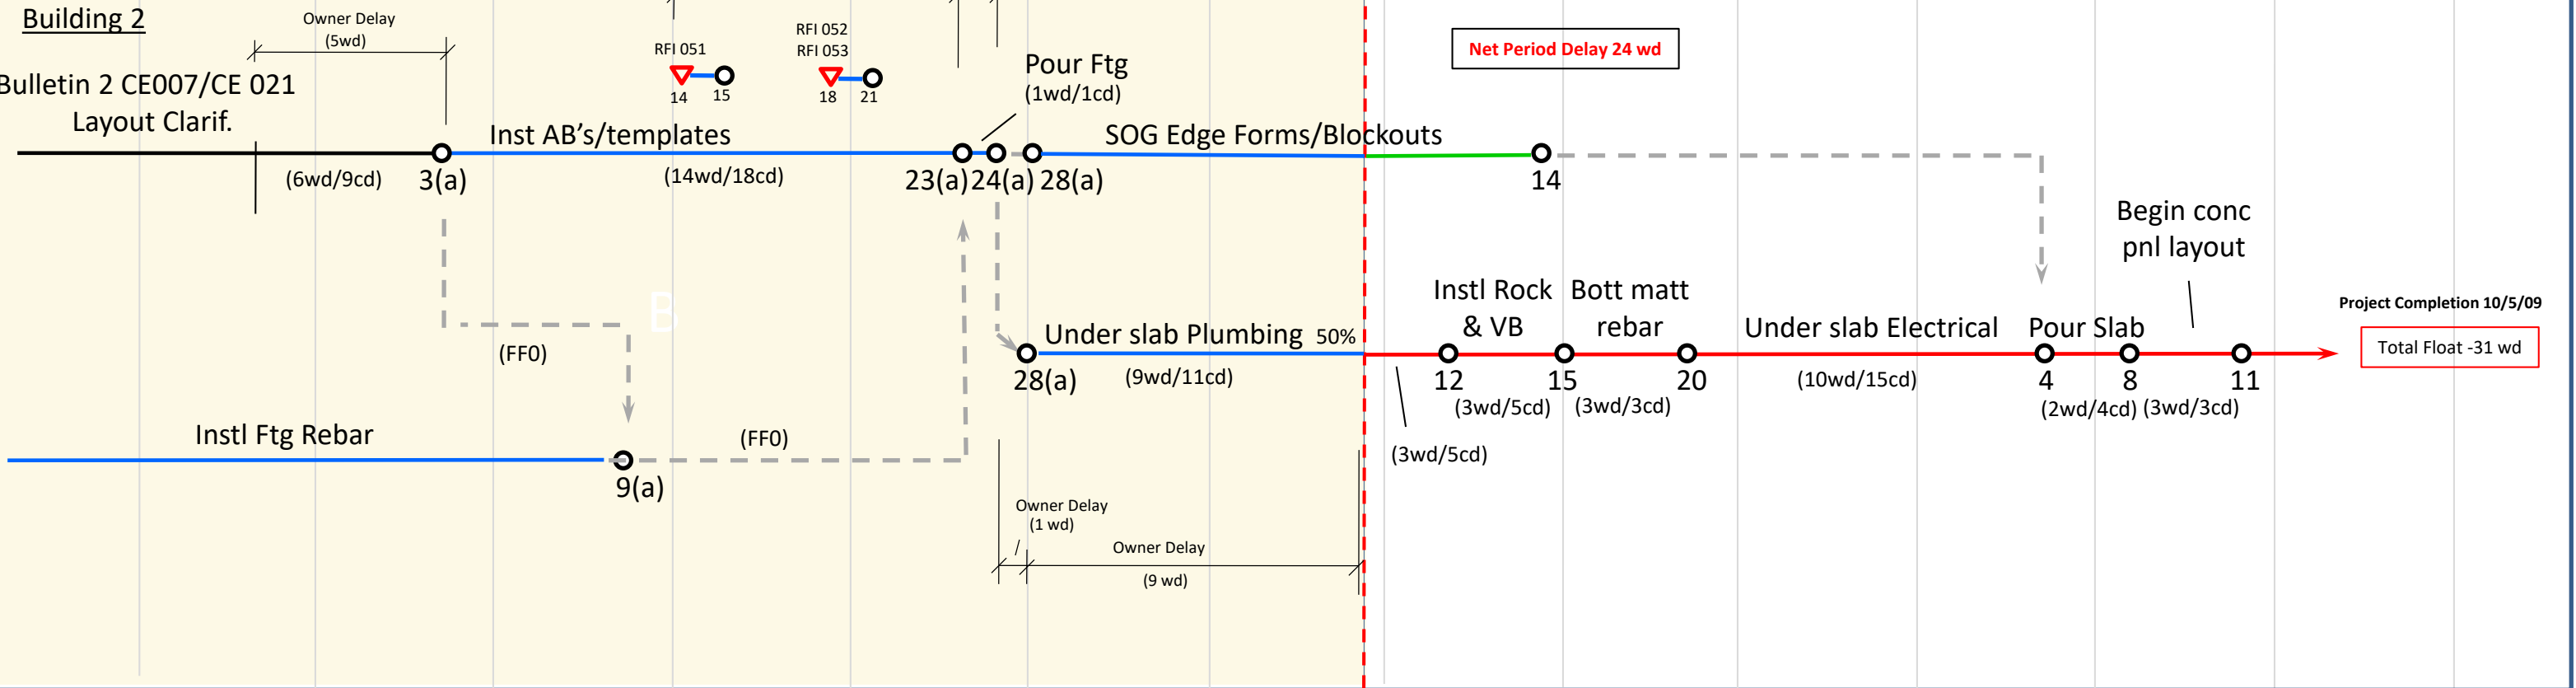 Building 2
Owner Delay
(5wd)
RFI 051
14
15
RFI 052
RFI 053
18
21
Pour Ftg
(1wd/1cd)
Net Period Delay 24 wd
Bulletin 2 CE007/CE 021
Layout Clarif.
Inst AB’s/templates
SOG Edge Forms/Blockouts
(6wd/9cd)
3(a)
(14wd/18cd)
23(a)
24(a)
28(a)
14
Begin conc
pnl layout
B
(FF0)
Under slab Plumbing 50%
28(a)
(9wd/11cd)
Instl Rock
& VB
Bott matt
rebar
Under slab Electrical
Pour Slab
Project Completion 10/5/09
Total Float -31 wd
12
15
20
(10wd/15cd)
4
8
11
(3wd/5cd)
(3wd/3cd)
(2wd/4cd)
(3wd/3cd)
(3wd/5cd)
Instl Ftg Rebar
(FF0)
9(a)
Owner Delay
(1 wd)
Owner Delay
(9 wd)